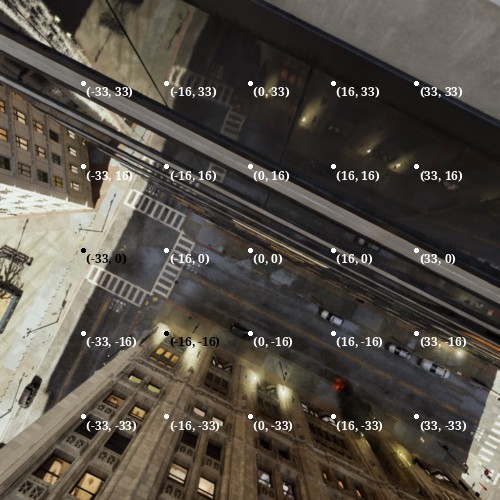 (-33, 33) (-16, 33) (0, 33) (16, 33) (33, 33)
(-33, 16) (-16, 16) (0, 16) (16, 16) (33, 16)
(-33, 0) (-16, 0) (0, 0) (16, 0) (33, 0)
(-33, -16) (-16, -16) (0, -16) (16, -16) (33, -16)
(-33, -33) (-16, -33) (0, -33) (16, -33) (33, -33)